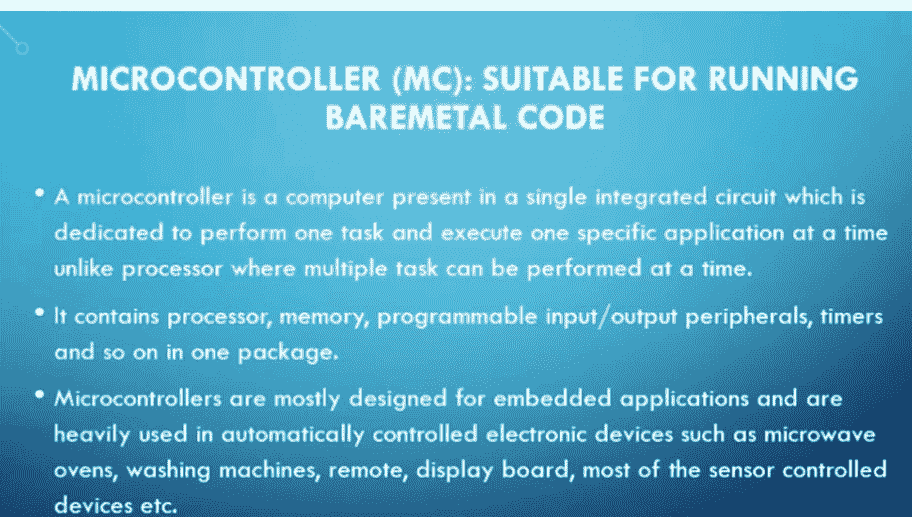 MICROCONTROLLER (MC): SUITABLE FOR RUNNING
BAREMETAL CODE
• A microcontroller is a computer present in a single integrated circuit which is
dedicated to perform one task and execute one specific application at a time
unlike processor where multiple task can be performed at a time.
• It contains processor, memory, programmable input/output peripherals, timers
and so on in one package.
• Microcontrollers are mostly designed for embedded applications and are
heavily used in automatically controlled electronic devices such as microwave
ovens, washing machines, remote, display board, most of the sensor controlled
devices etc.